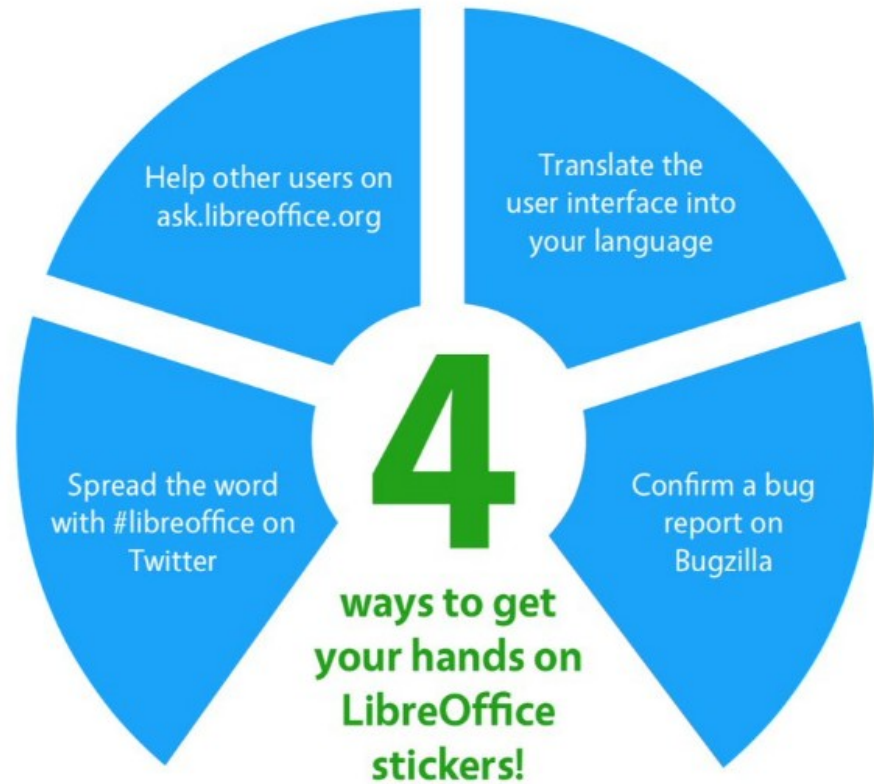 Help other users on
ask.libreoffice.org
Translate the
user interface into
your language
Spread the word
with #libreoffice on
Twitter
Confirm a bug
report on
Bugzilla
4
ways to get
your hands on
LibreOffice
stickers!